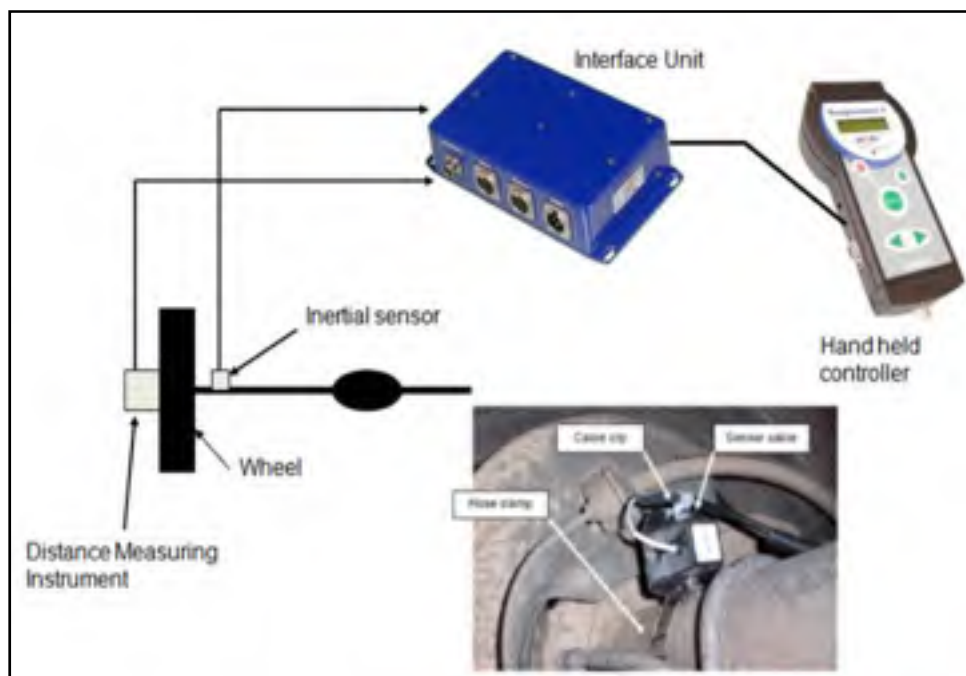 Interface Unit
Inertial sensor
Hand held
controller
Wheel
Distance Measuring
Instrument
Cable clip
Sensor cable
Hose clamp